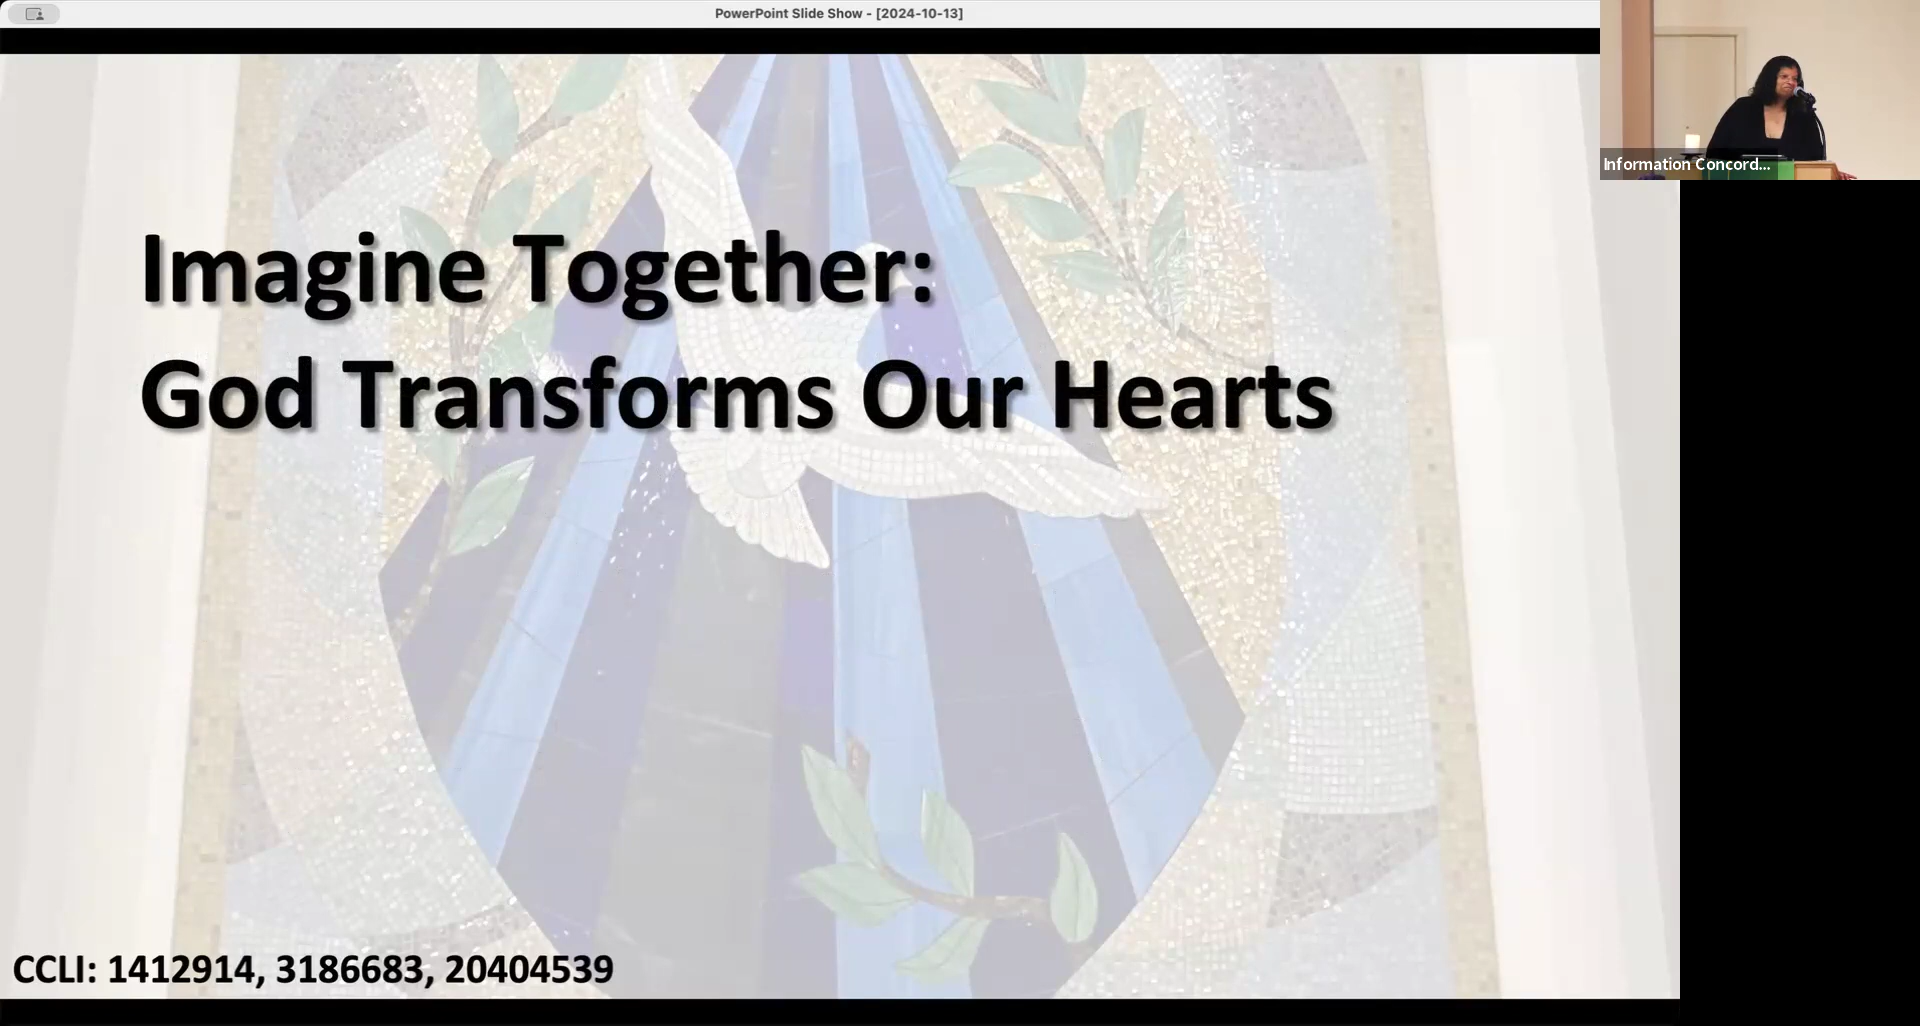 PowerPoint Slide Show - [2024-10-13]
Information Concord...
Imagine Together:
God Transforms Our Hearts
CCLI: 1412914, 3186683, 20404539